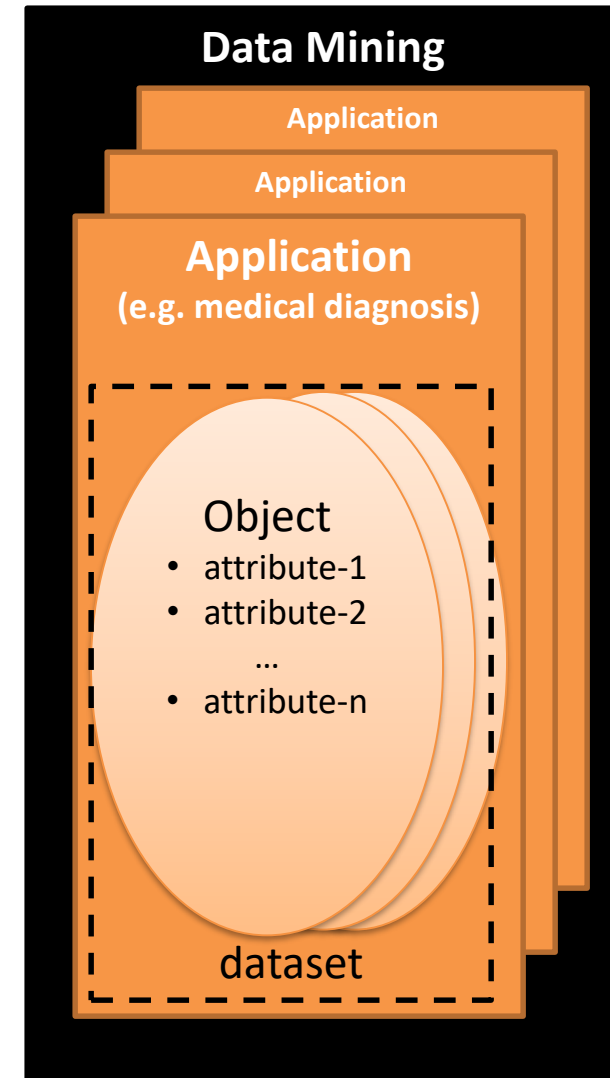 Data Mining
Application
Application
Application
(e.g. medical diagnosis)
Object
• attribute-1
• attribute-2
...
• attribute-n
dataset